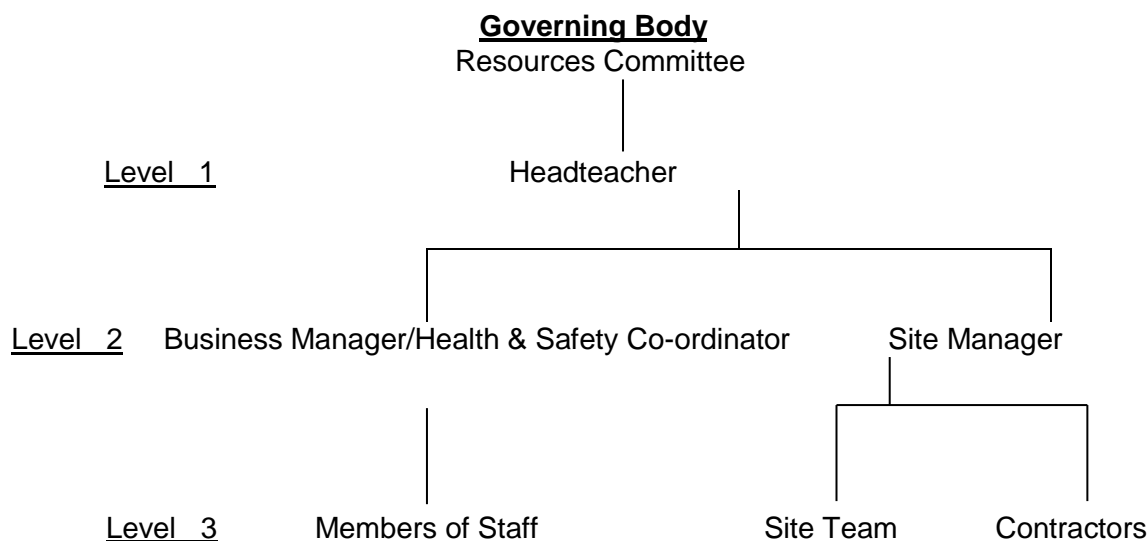 Governing Body
Resources Committee
Level 1 Headteacher
Level 2 Business Manager/Health & Safety Co-ordinator Site Manager
Level 3 Members of Staff Site Team Contractors